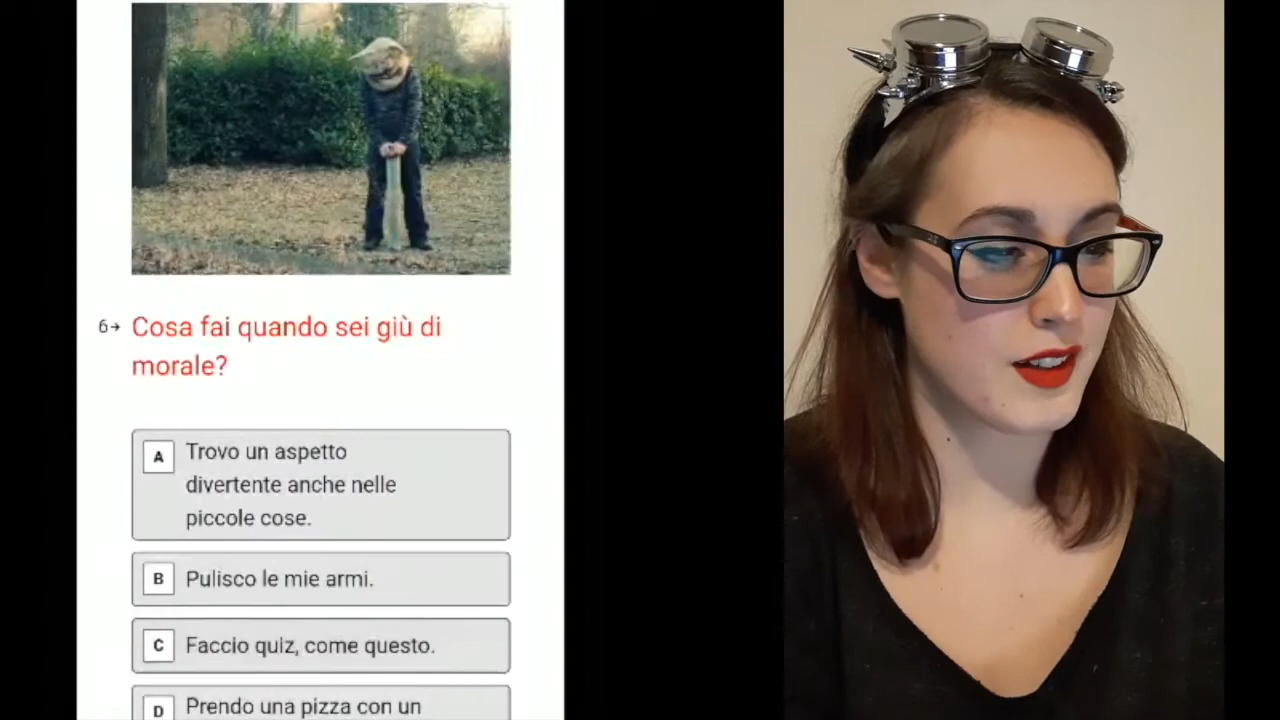 6→ Cosa fai quando sei giù di
morale?
A Trovo un aspetto
divertente anche nelle
piccole cose.
B Pulisco le mie armi.
C Faccio quiz, come questo.
D Prendo una pizza con un